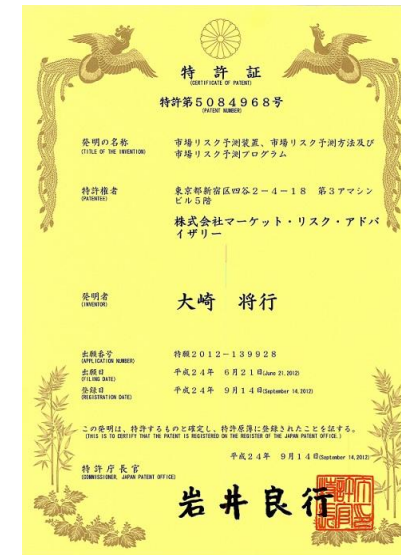 特許証
(CERTIFICATE OF PATENT)
特許第5084968号
(PATENT NUMBER)
発明の名称
(TITLE OF THE INVENTION)
市場リスク予測装置、市場リスク予測方法及び
市場リスク予測プログラム
特許権者
(PATENTEE)
東京都新宿区四谷2-4-18 第3アマシン
ビル5階
株式会社マーケット・リスク・アドバ
イザリー
発明者
(INVENTOR)
大崎 将行
出願番号
(APPLICATION NUMBER)
特願2012-139928
出願日
(FILING DATE)
平成24年 6月21日(June 21,2012)
登録日
(REGISTRATION DATE)
平成24年 9月14日(September 14,2012)
この発明は、特許するものと確定し、特許原簿に登録されたことを証する。
(THIS IS TO CERTIFY THAT THE PATENT IS REGISTERED ON THE REGISTER OF THE JAPAN PATENT OFFICE.)
平成24年 9月14日(September 14,2012)
特許庁長官
(COMMISSIONER, JAPAN PATENT OFFICE)
岩井良行